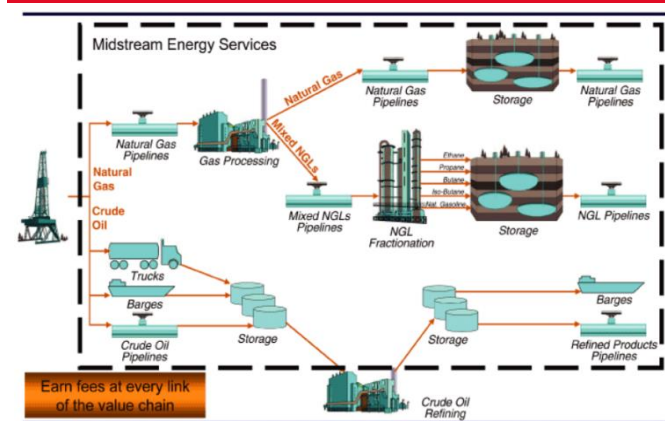 Midstream Energy Services
Natural Gas
Pipelines
Gas Processing
Natural Gas
Mixed NGLs
Natural Gas
Pipelines
Storage
Natural Gas
Pipelines
Natural
Gas
Crude
Oil
Mixed NGLs
Pipelines
NGL
Fractionation
Ethane
Propane
Butane
Iso-Butane
Nat. Gasoline
Storage
NGL Pipelines
Trucks
Barges
Crude Oil
Pipelines
Storage
Crude Oil
Refining
Storage
Barges
Refined Products
Pipelines
Earn fees at every link
of the value chain